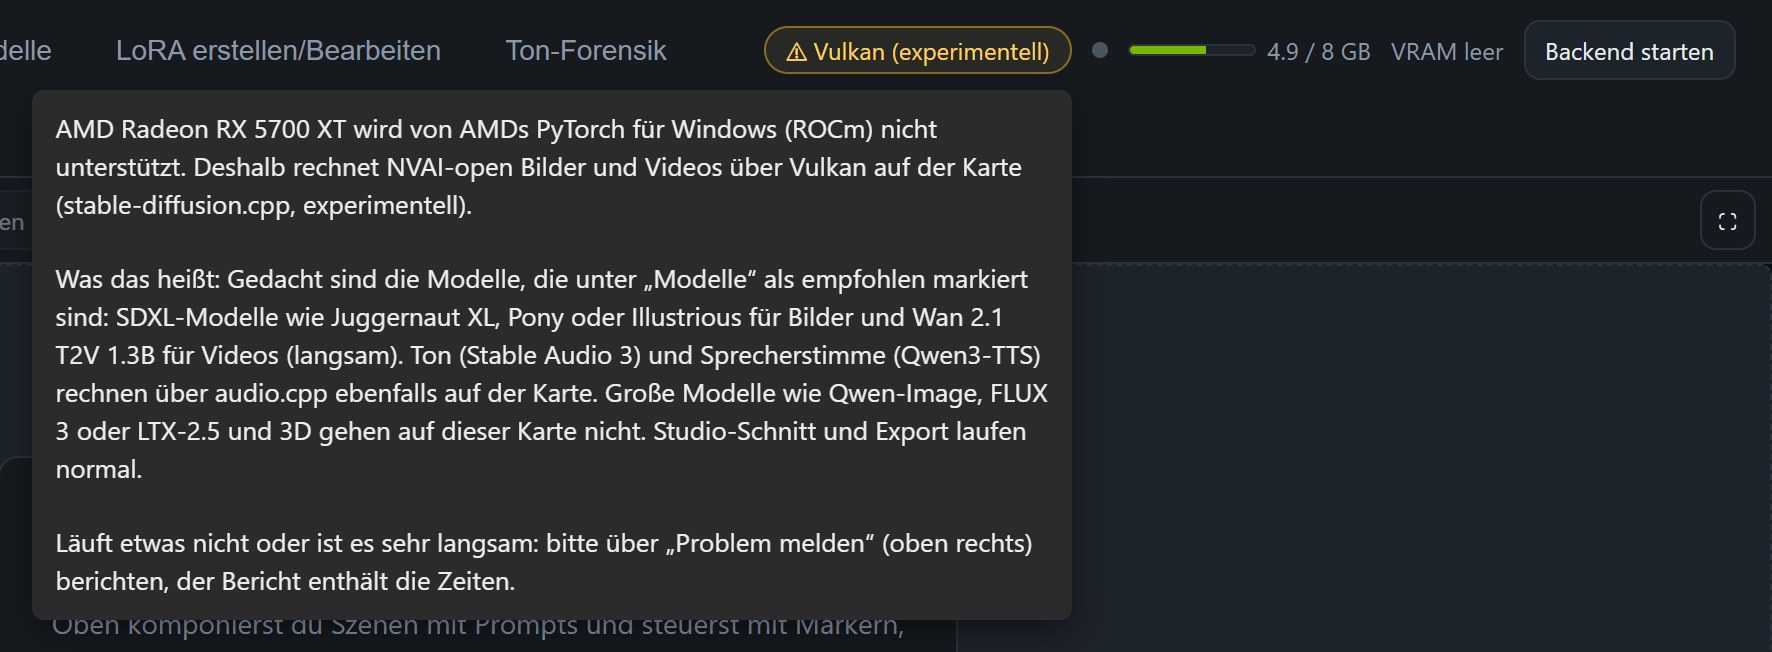 delle LoRA erstellen/Bearbeiten Ton-Forensik ⚠ Vulkan (experimentell) 4.9 / 8 GB VRAM leer Backend starten
AMD Radeon RX 5700 XT wird von AMDs PyTorch für Windows (ROCm) nicht
unterstützt. Deshalb rechnet NVAI-open Bilder und Videos über Vulkan auf der Karte
(stable-diffusion.cpp, experimentell).
en
Was das heißt: Gedacht sind die Modelle, die unter „Modelle“ als empfohlen markiert
sind: SDXL-Modelle wie Juggernaut XL, Pony oder Illustrious für Bilder und Wan 2.1
T2V 1.3B für Videos (langsam). Ton (Stable Audio 3) und Sprecherstimme (Qwen3-TTS)
rechnen über audio.cpp ebenfalls auf der Karte. Große Modelle wie Qwen-Image, FLUX
3 oder LTX-2.5 und 3D gehen auf dieser Karte nicht. Studio-Schnitt und Export laufen
normal.
Läuft etwas nicht oder ist es sehr langsam: bitte über „Problem melden“ (oben rechts)
berichten, der Bericht enthält die Zeiten.
Oben komponierst du Szenen mit Prompts und steuerst mit Markern,